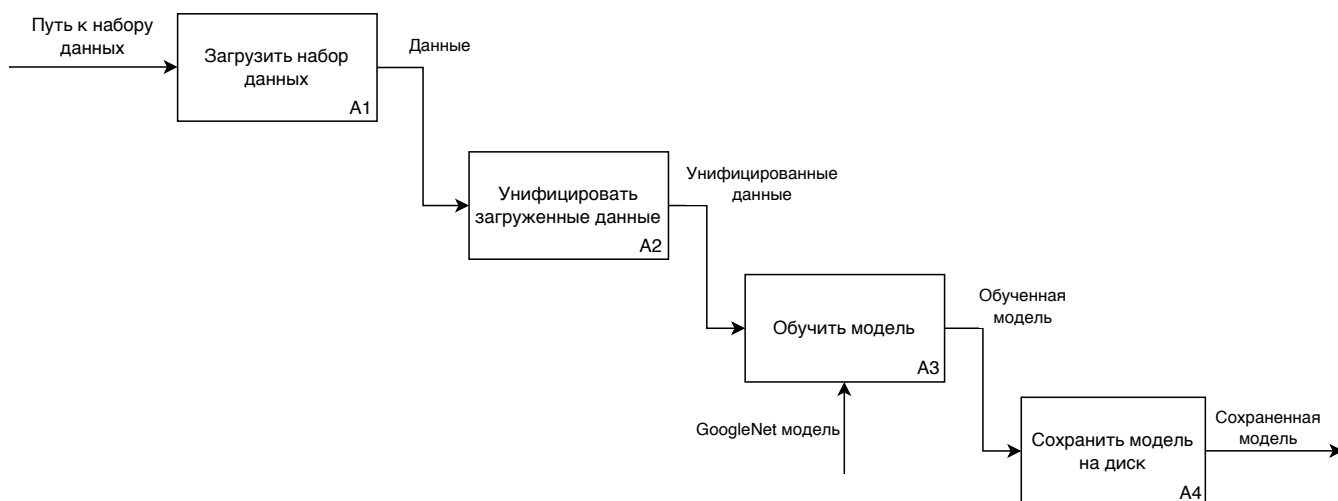 Путь к набору
данных
Загрузить набор
данных
A1
Данные
Унифицировать
загруженные данные
A2
Унифицированные
данные
Обучить модель
A3
GoogleNet модель
Обученная
модель
Сохранить модель
на диск
A4
Сохраненная
модель